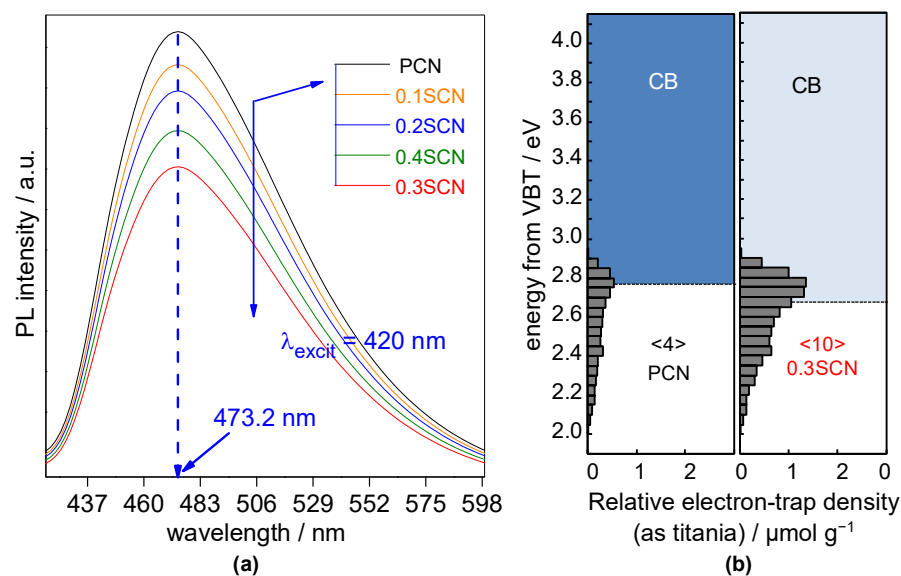 PL intensity / a.u.
PCN
0.1SCN
0.2SCN
0.4SCN
0.3SCN
λexcit = 420 nm
473.2 nm
437 460 483 506 529 552 575 598
wavelength / nm
(a)
energy from VBT / eV
4.0
3.8
3.6
3.4
3.2
3.0
2.8
2.6
2.4
2.2
2.0
CB
<4>
PCN
CB
<10>
0.3SCN
0 1 2 0 1 2 0
Relative electron-trap density
(as titania) / μmol g⁻¹
(b)